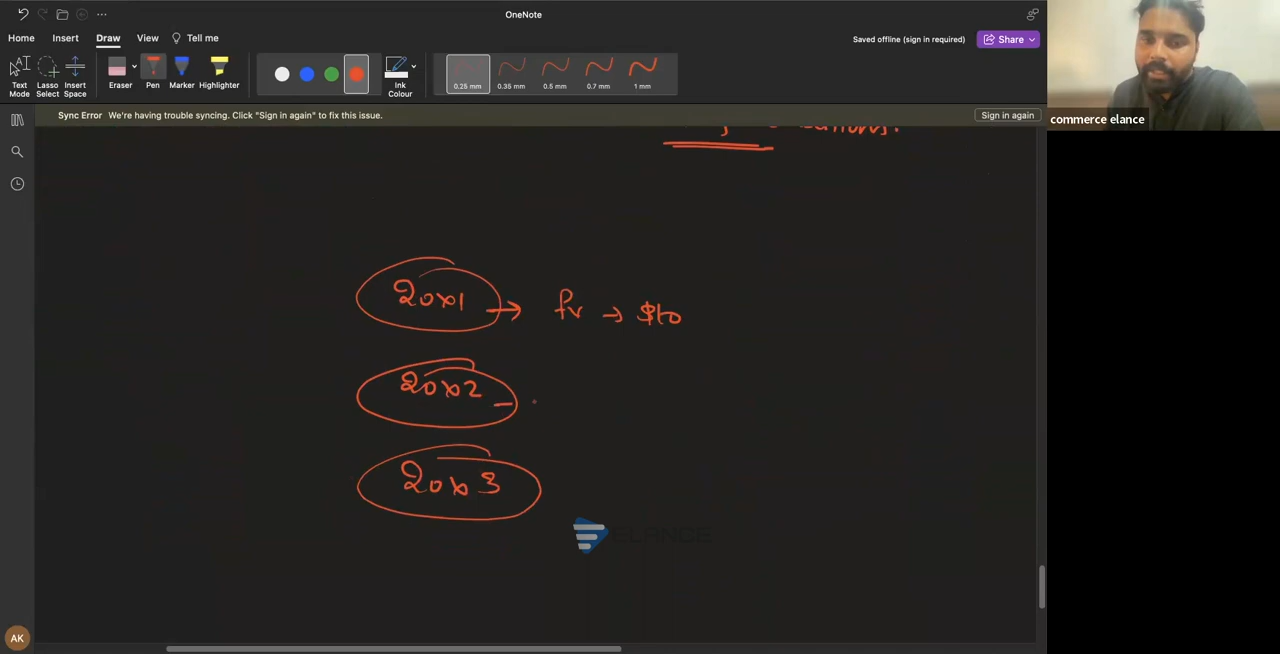 OneNote
Home Insert Draw View Tell me
Saved offline (sign in required) Share
Text Mode Lasso Select Insert Space Eraser Pen Marker Highlighter Ink Colour 0.25 mm 0.35 mm 0.5 mm 0.7 mm 1 mm
Sync Error We're having trouble syncing. Click "Sign in again" to fix this issue. Sign in again
commerce elance
20x1 → fv → $10
20x2 -
20x3
ELANCE
AK